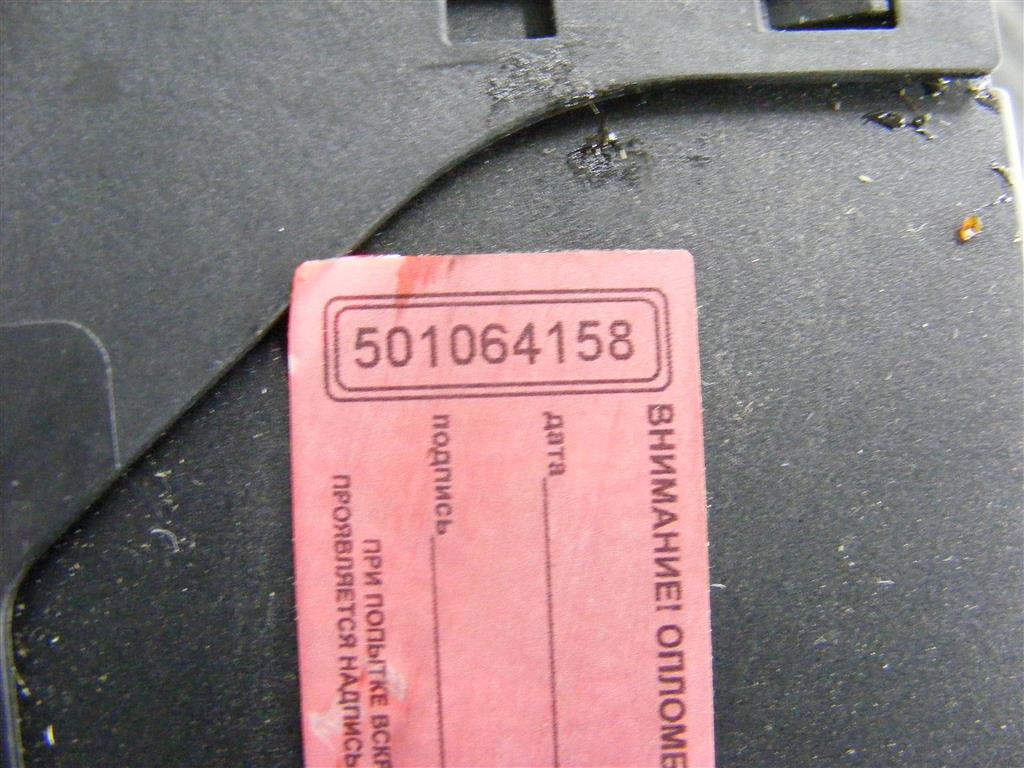 501064158
ВНИМАНИЕ! ОПЛОМБ
дата
подпись
ПРИ ПОПЫТКЕ ВСКР
ПРОЯВЛЯЕТСЯ НАДПИСЬ